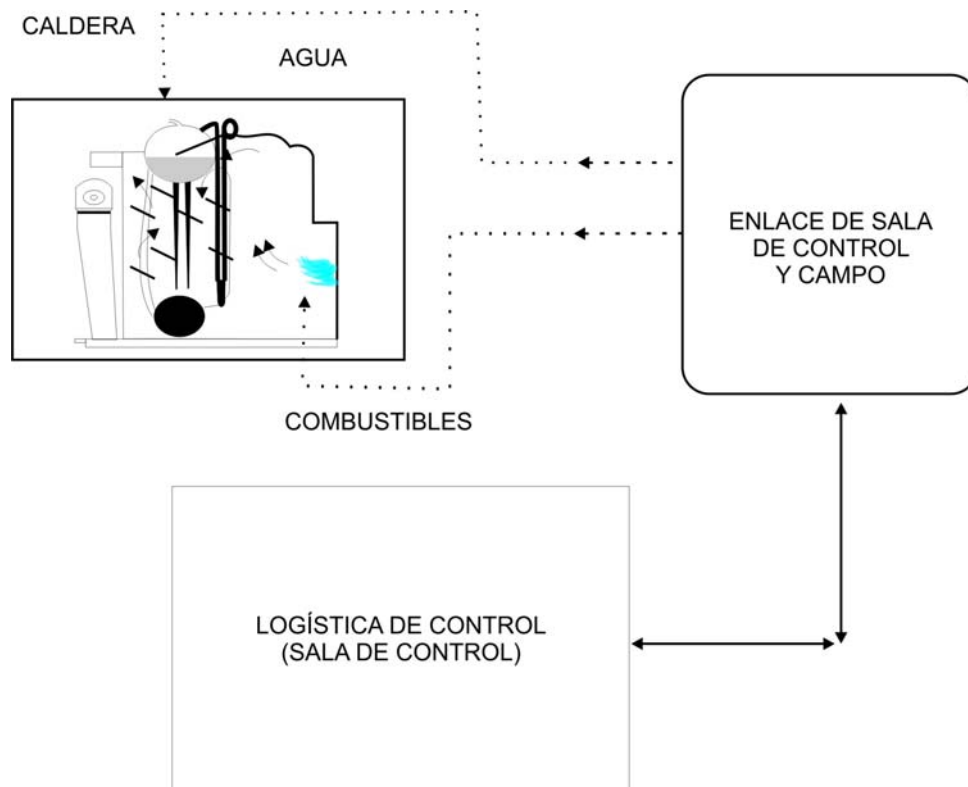 CALDERA
AGUA
ENLACE DE SALA
DE CONTROL
Y CAMPO
COMBUSTIBLES
LOGÍSTICA DE CONTROL
(SALA DE CONTROL)